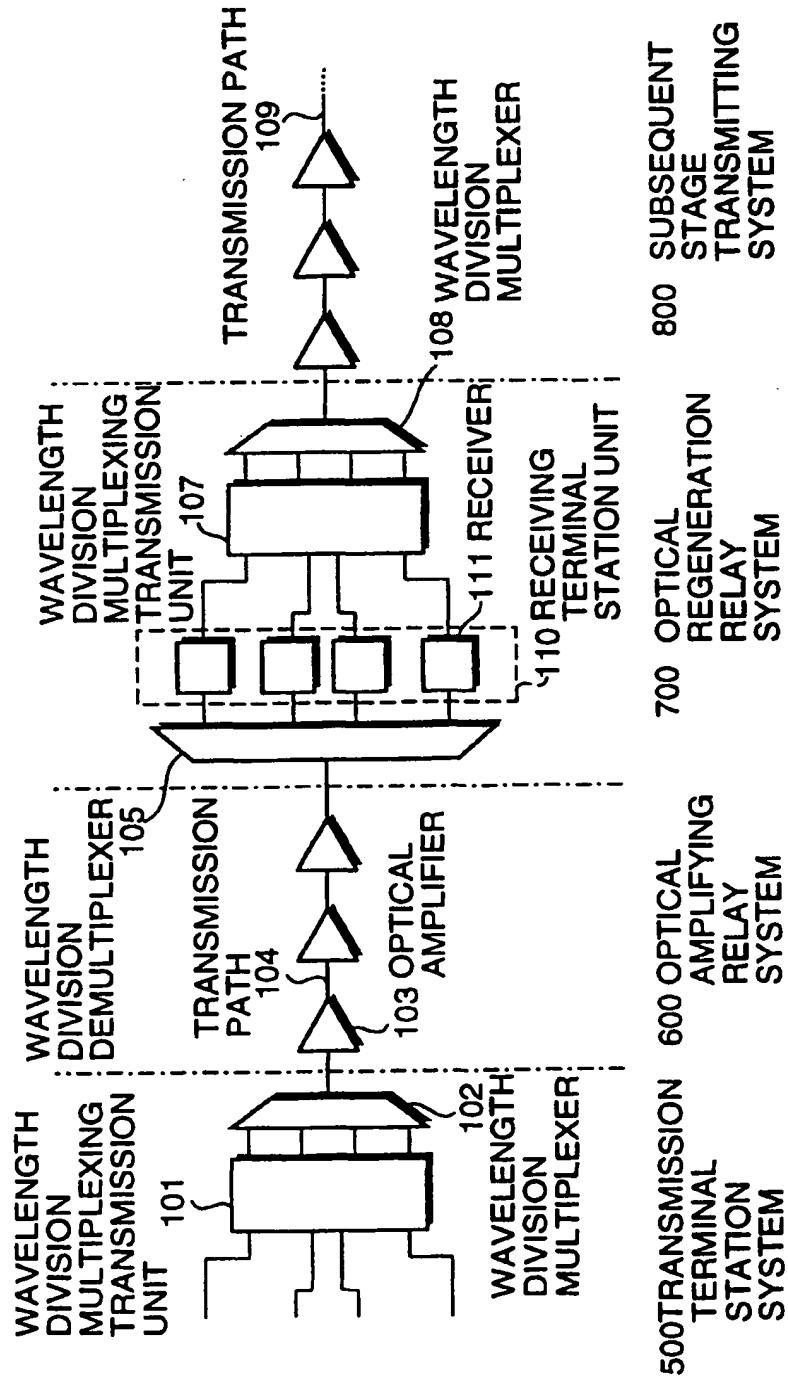 WAVELENGTH
DIVISION
MULTIPLEXING
TRANSMISSION
UNIT
101
WAVELENGTH
DIVISION
MULTIPLEXER
102
WAVELENGTH
DIVISION
DEMULTIPLEXER
105
TRANSMISSION
PATH
104
103 OPTICAL
AMPLIFIER
WAVELENGTH
DIVISION
MULTIPLEXING
TRANSMISSION
UNIT
107
111 RECEIVER
110 RECEIVING
TERMINAL
STATION UNIT
TRANSMISSION PATH
109
108 WAVELENGTH
DIVISION
MULTIPLEXER
500TRANSMISSION
TERMINAL
STATION
SYSTEM
600 OPTICAL
AMPLIFYING
RELAY
SYSTEM
700 OPTICAL
REGENERATION
RELAY
SYSTEM
800 SUBSEQUENT
STAGE
TRANSMITTING
SYSTEM